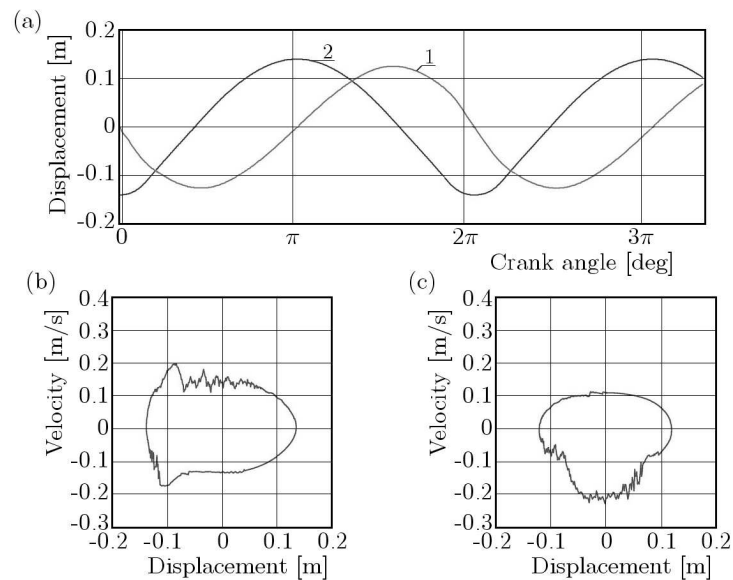 (a)
Displacement [m]
0.2
0.1
0
-0.1
-0.2
2
1
0 π 2π 3π
Crank angle [deg]
(b)
Velocity [m/s]
0.4
0.3
0.2
0.1
0
-0.1
-0.2
-0.3
-0.2 -0.1 0 0.1 0.2
Displacement [m]
(c)
Velocity [m/s]
0.4
0.3
0.2
0.1
0
-0.1
-0.2
-0.3
-0.2 -0.1 0 0.1 0.2
Displacement [m]